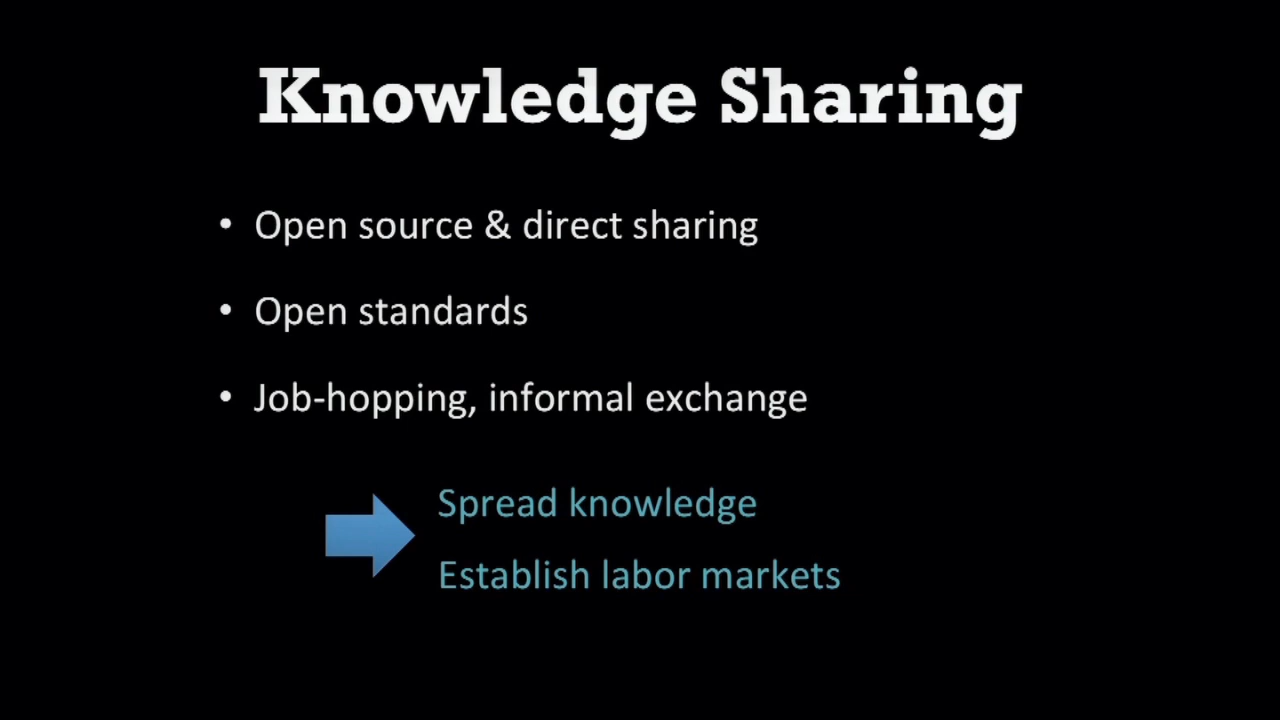 Knowledge Sharing
• Open source & direct sharing
• Open standards
• Job-hopping, informal exchange
Spread knowledge
Establish labor markets